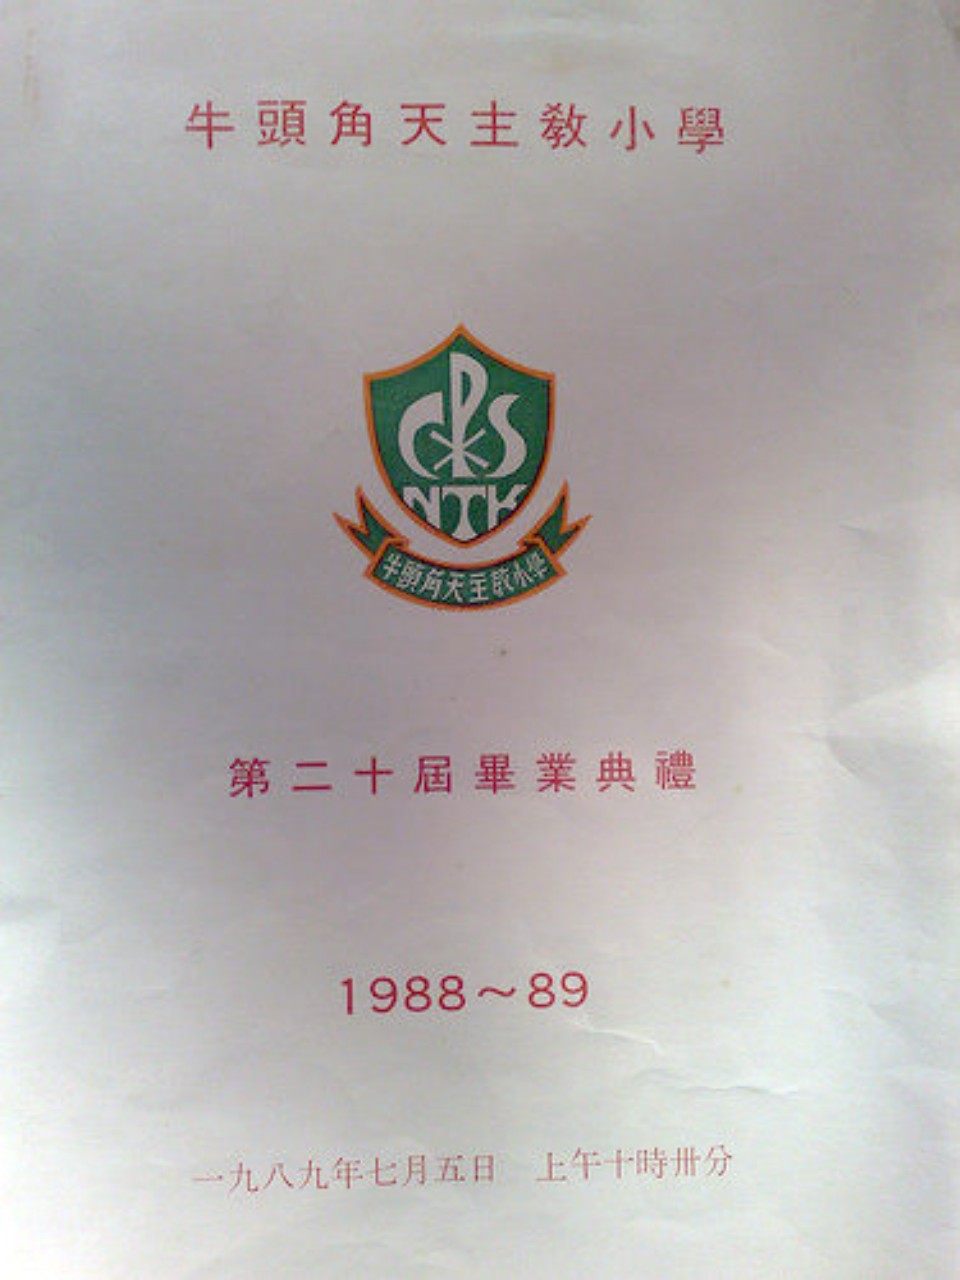 牛頭角天主教小學
CPS
NTK
牛頭角天主教小學
第二十屆畢業典禮
1988～89
一九八九年七月五日　上午十時卅分